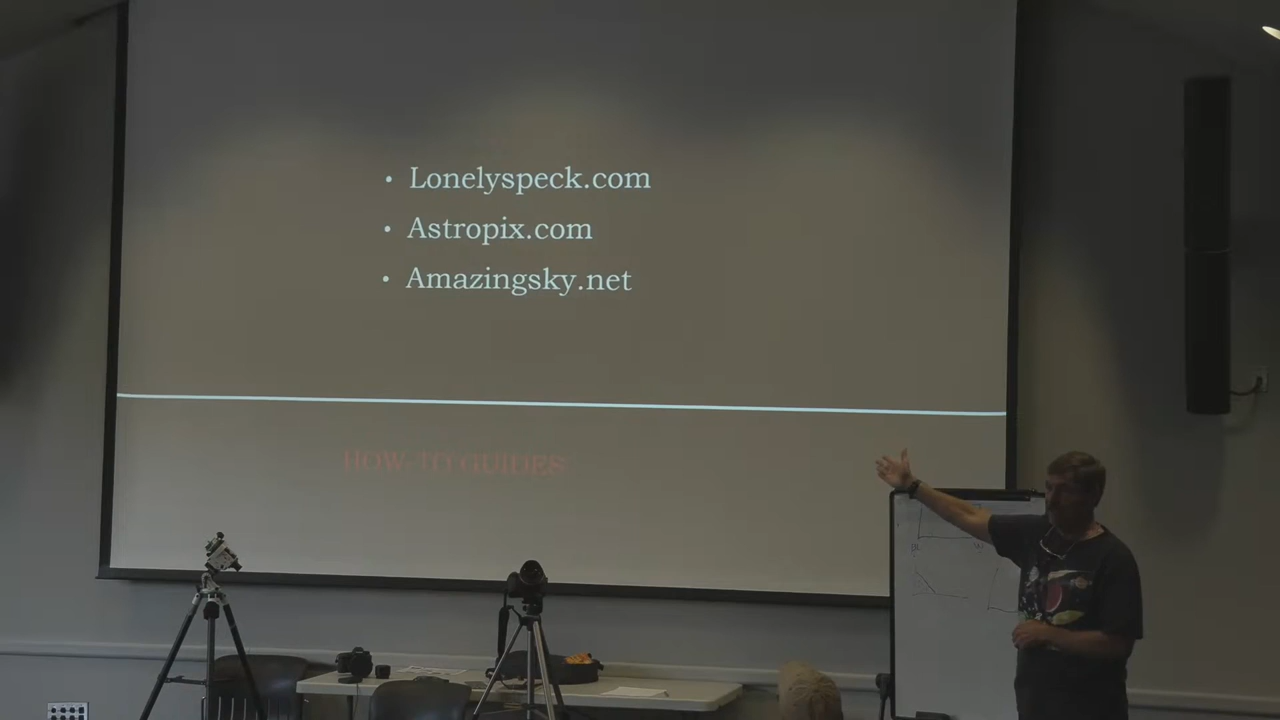 • Lonelyspeck.com
• Astropix.com
• Amazingsky.net
HOW-TO GUIDES